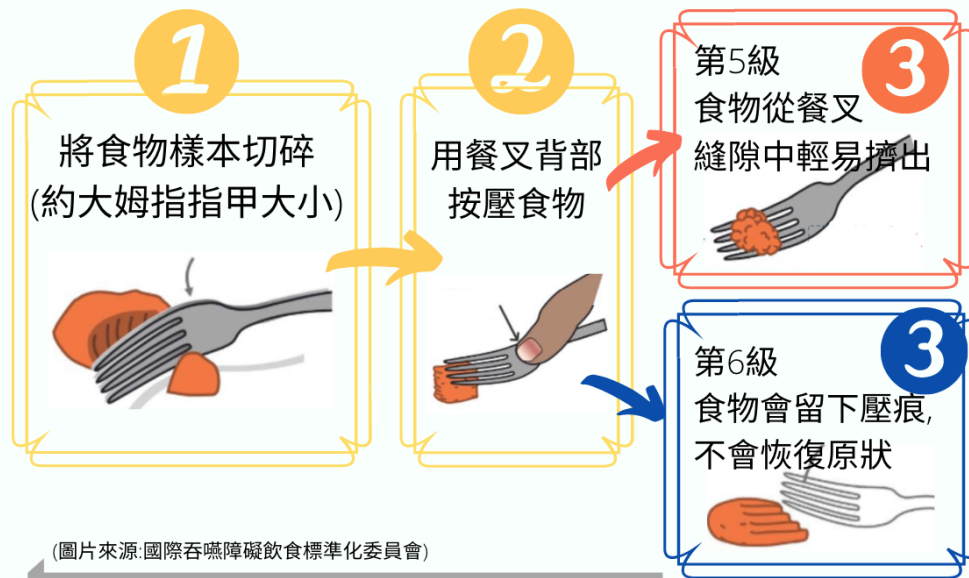 1
將食物樣本切碎
(約大姆指指甲大小)
2
用餐叉背部
按壓食物
3
第5級
食物從餐叉
縫隙中輕易擠出
3
第6級
食物會留下壓痕,
不會恢復原狀
(圖片來源:國際吞嚥障礙飲食標準化委員會)